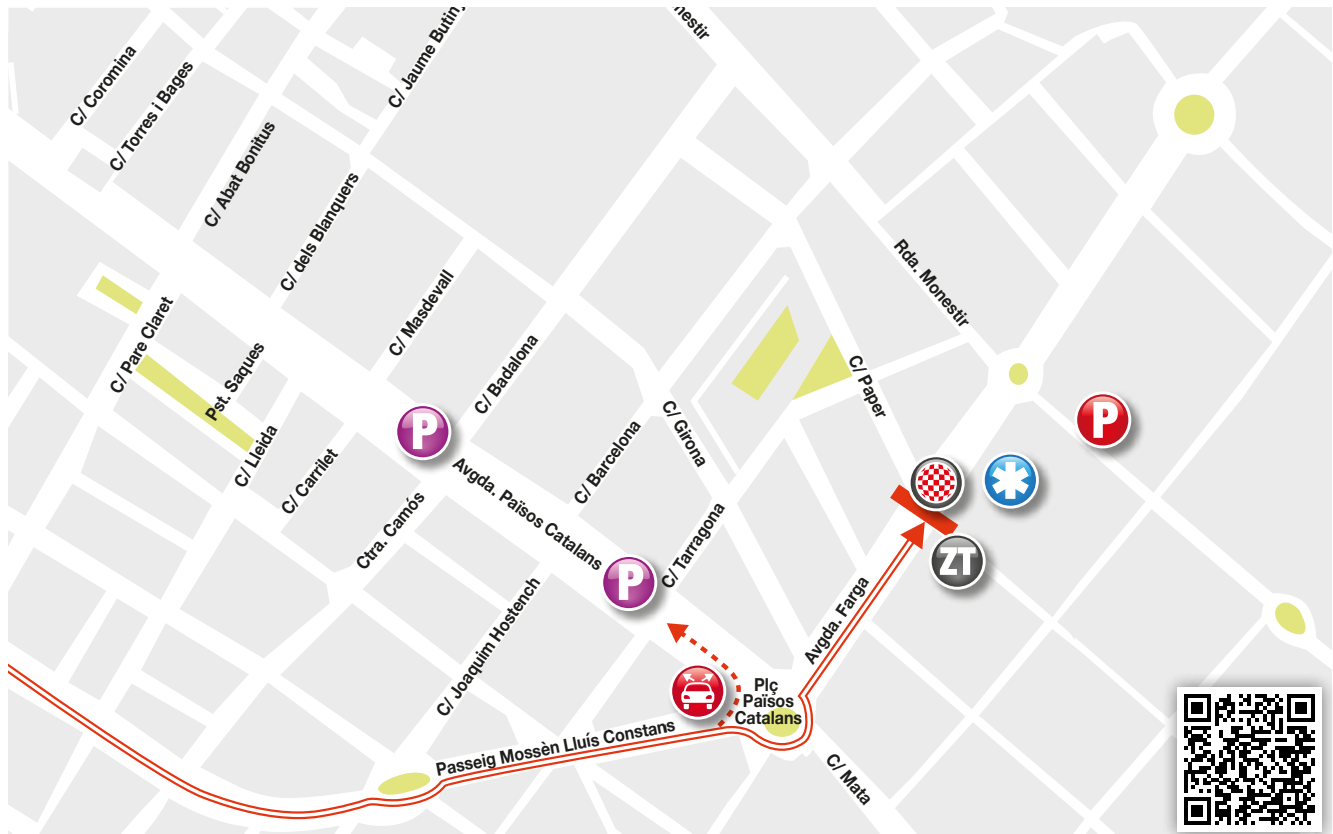 C/ Coromina
C/ Torres i Bages
C/ Abat Bonitus
C/ Jaume Butin
nestir
C/ dels Blanquers
C/ Masdevall
C/ Badalona
Rda. Monestir
C/ Pare Claret
Pst. Saques
C/ Lleida
C/ Carrilet
Ctra. Camós
P
Avgda. Països Catalans
C/ Barcelona
C/ Girona
C/ Paper
P
C/ Tarragona
P
ZT
C/ Joaquim Hostench
Avgda. Farga
Plç
Països
Catalans
Passeig Mossèn Lluís Constans
C/ Mata